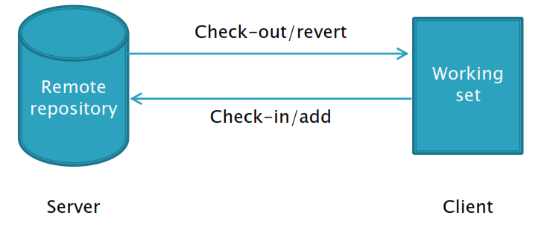 Check-out/revert
Remote
repository
Working
set
Check-in/add
Server
Client